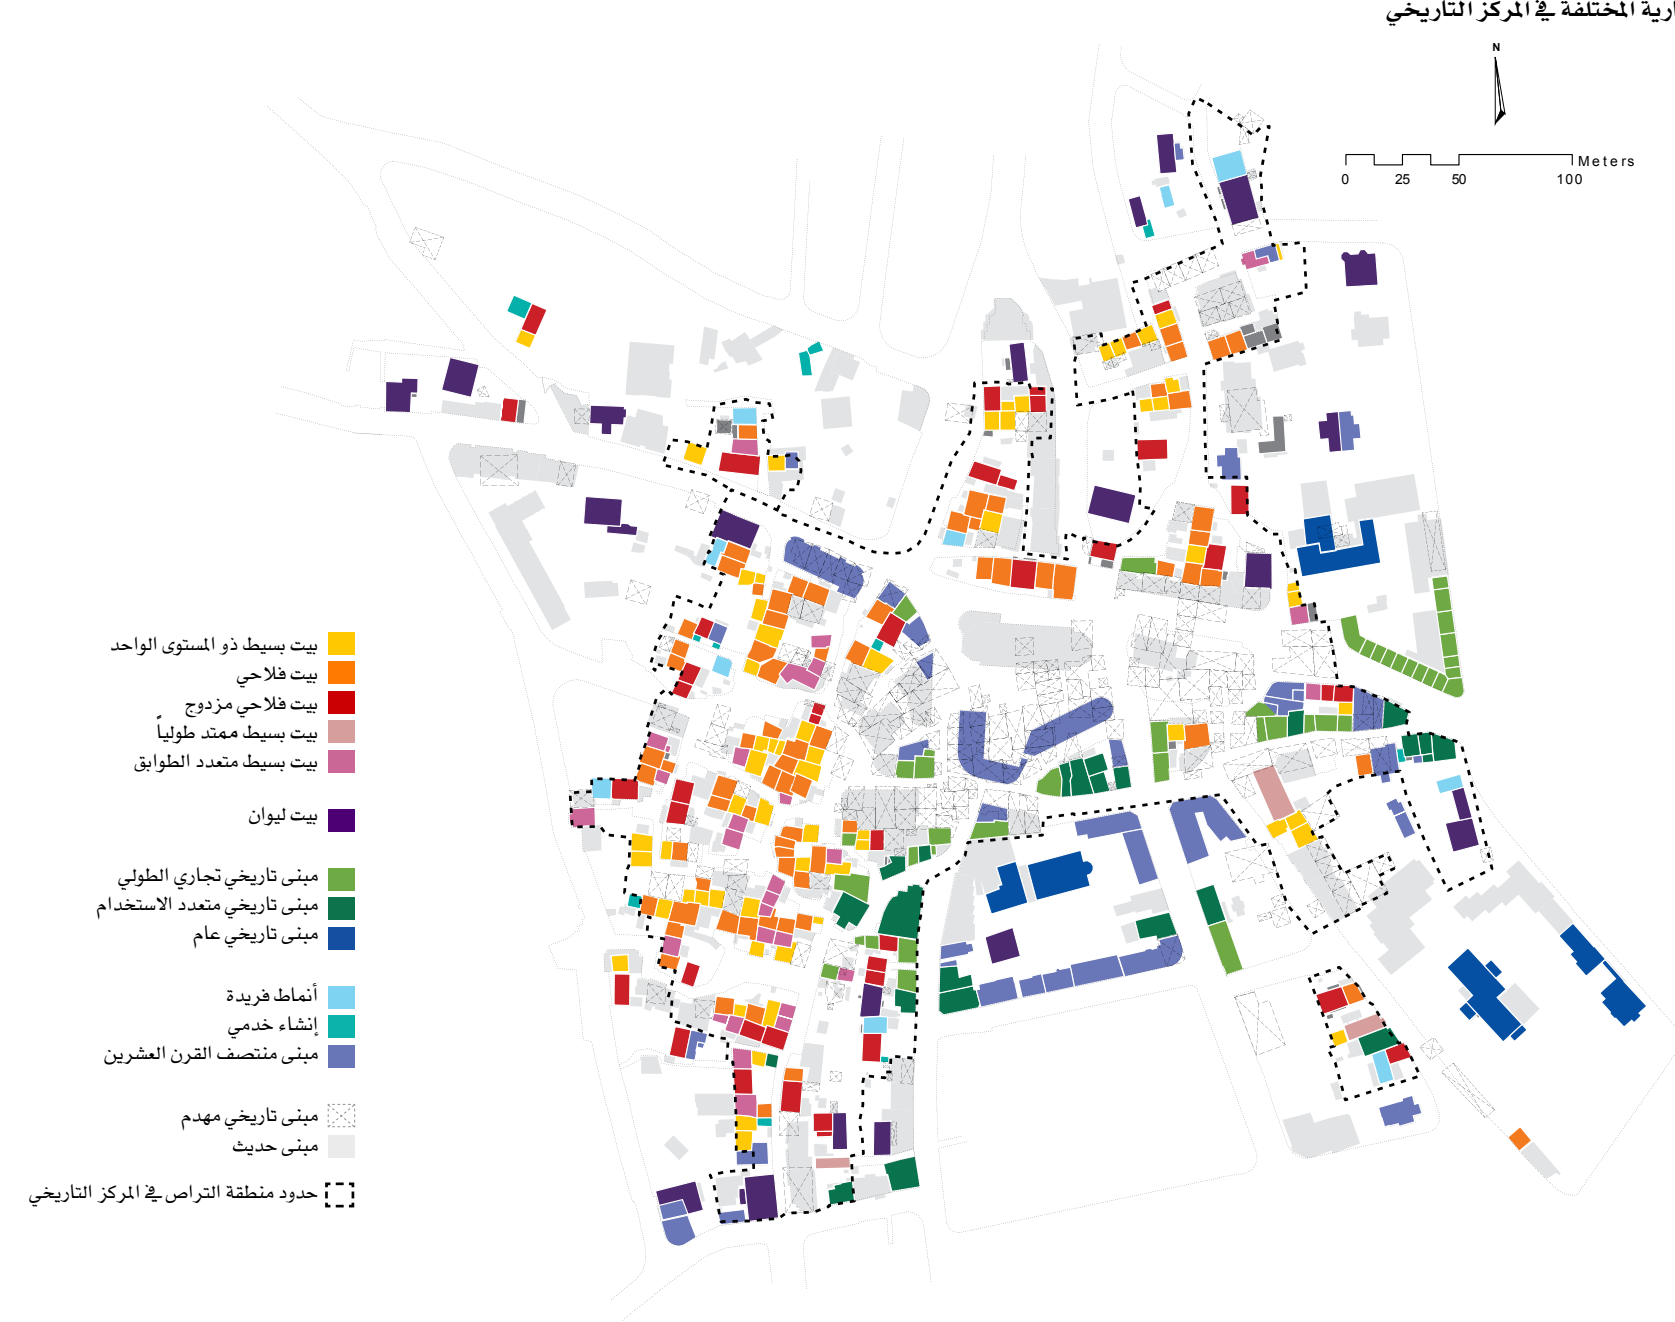 المختلفة في المركز التاريخي
N
Meters
0 25 50 100
بيت بسيط ذو المستوى الواحد
بيت فلاحي
بيت فلاحي مزدوج
بيت بسيط ممتد طولياً
بيت بسيط متعدد الطوابق
بيت ليوان
مبنى تاريخي تجاري الطولي
مبنى تاريخي متعدد الاستخدام
مبنى تاريخي عام
أنماط فريدة
إنشاء خدمي
مبنى منتصف القرن العشرين
مبنى تاريخي مهدم
مبنى حديث
حدود منطقة التراص في المركز التاريخي